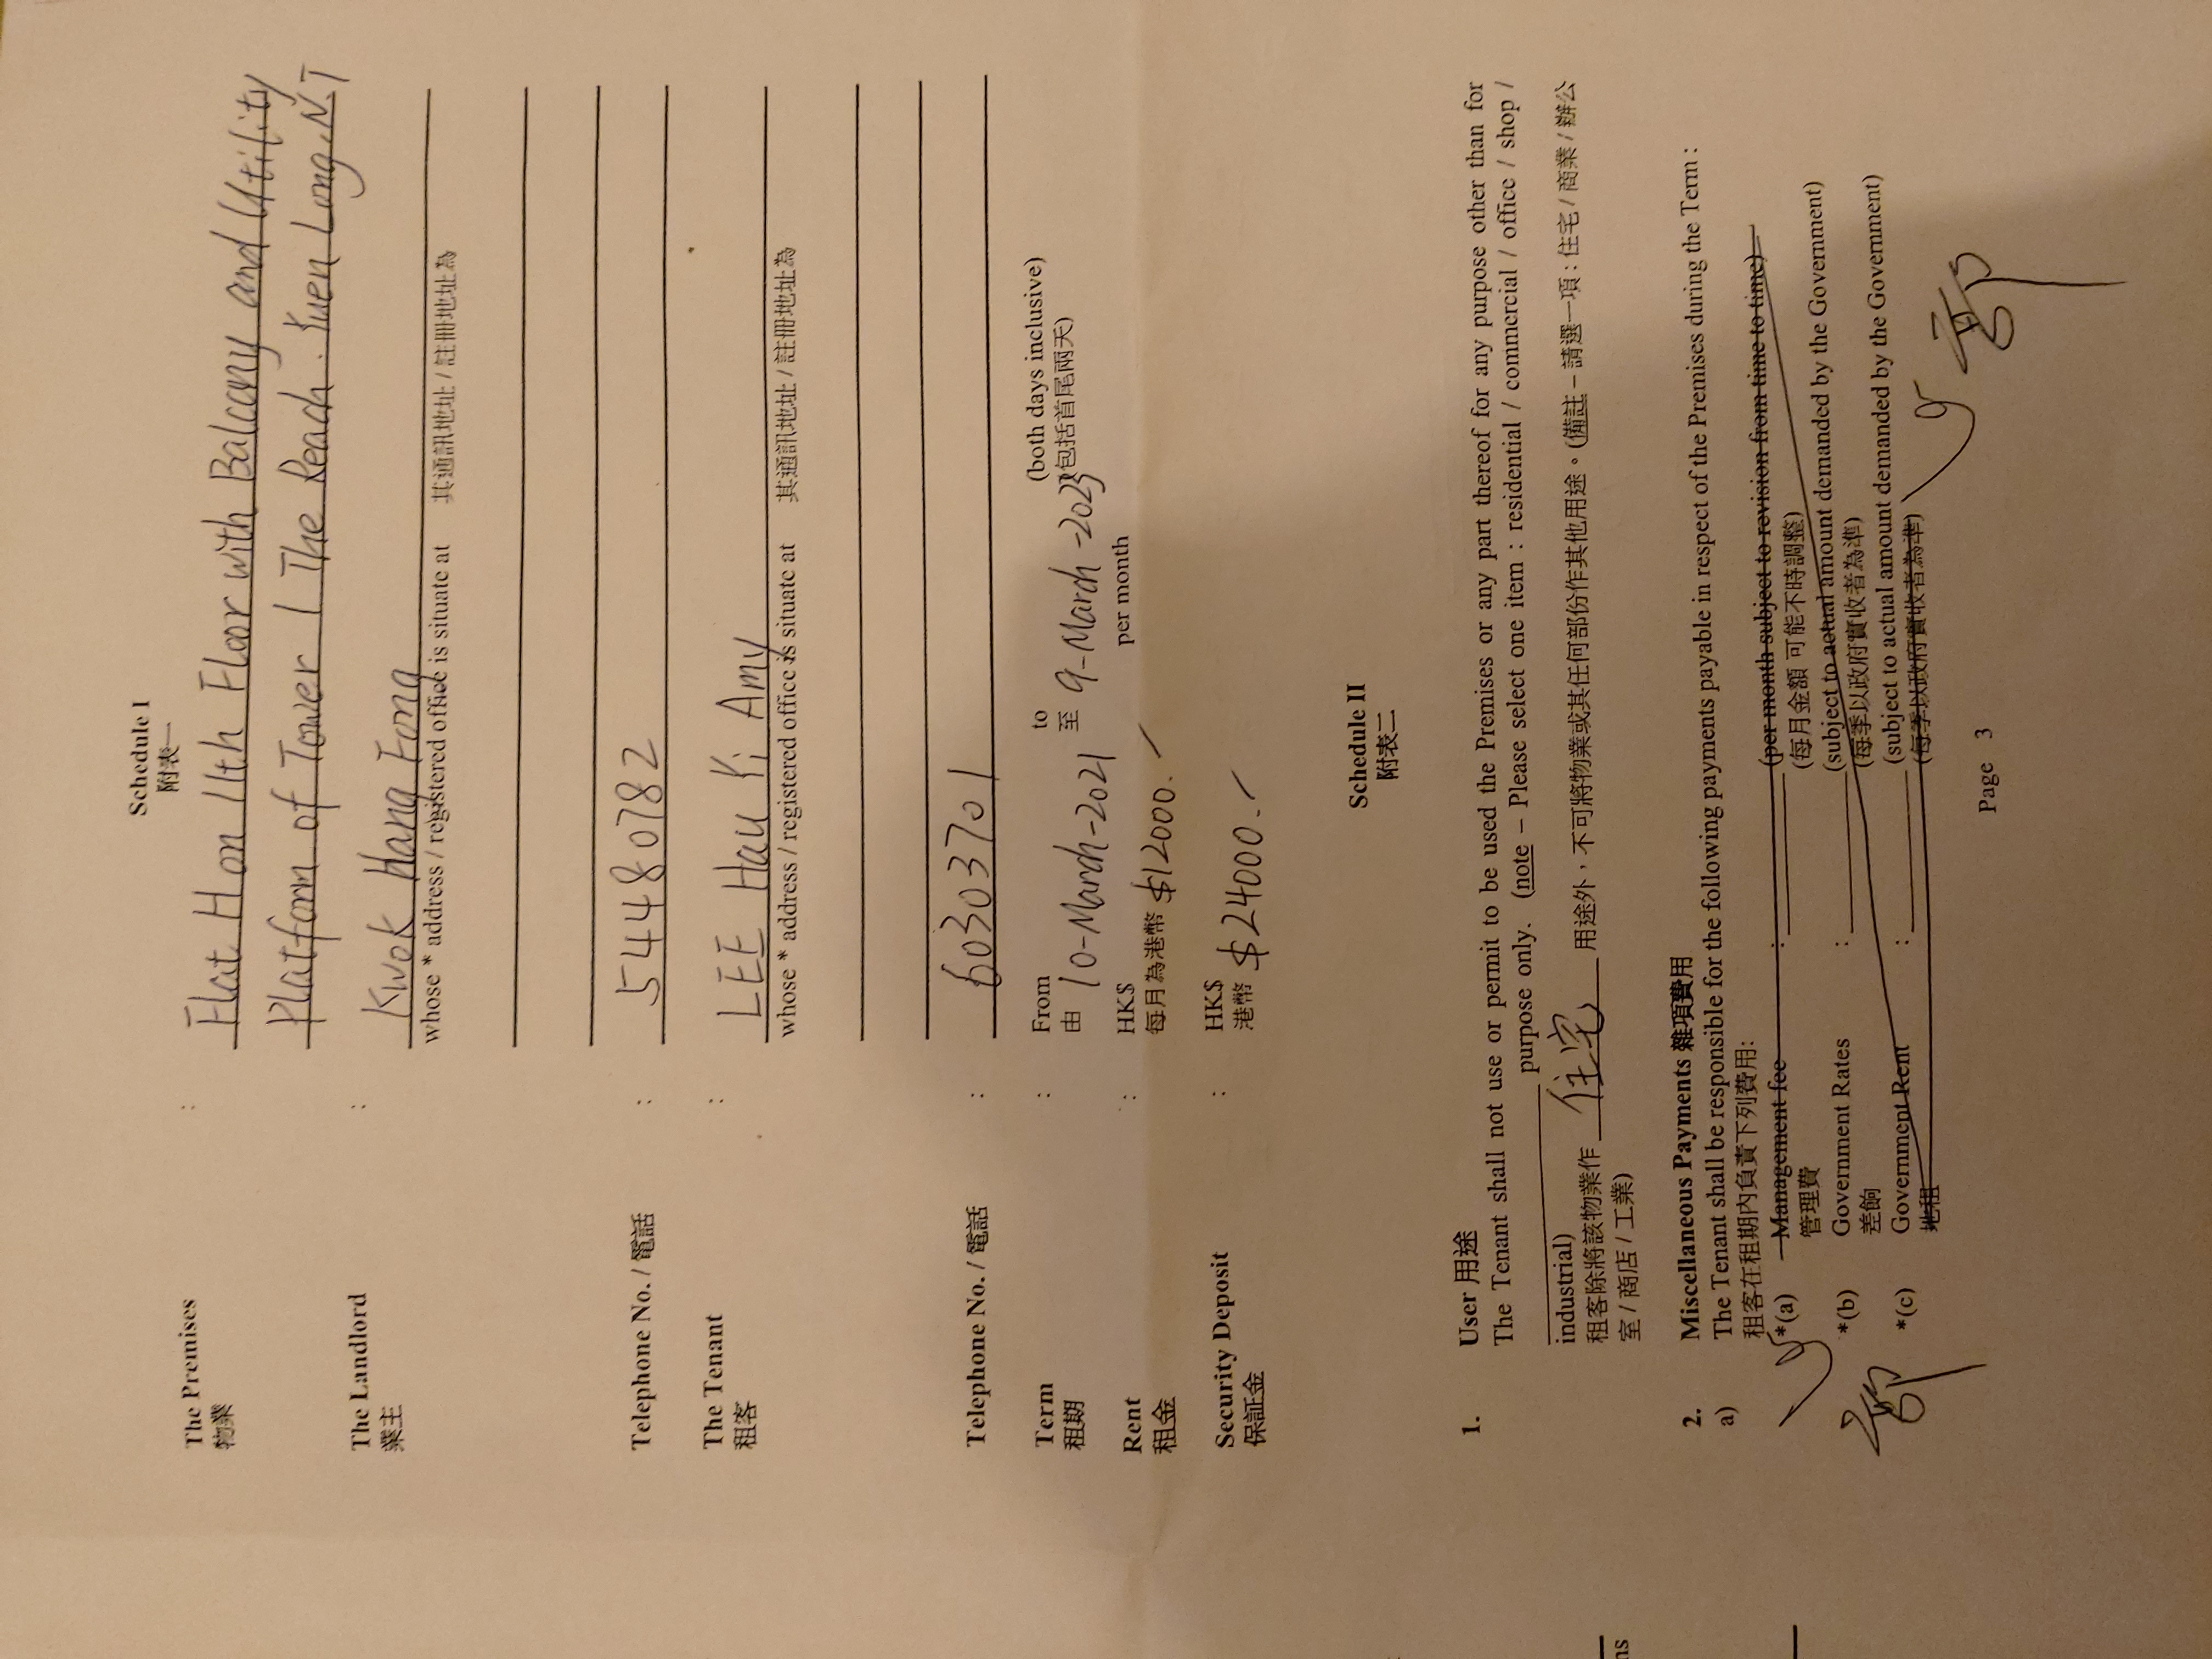 Schedule I
附表一
The Premises : Flat H on 11th Floor with Balcony and Utility
物業
Platform of Tower 1 The Reach. Yuen Long, N.T
The Landlord : Kwok Hang Fong
業主
whose * address / registered office is situate at 其通訊地址 / 註冊地址為
Telephone No. / 電話 : 54480782
The Tenant : LEE Hau Yi Amy
租客
whose * address / registered office is situate at 其通訊地址 / 註冊地址為
Telephone No. / 電話 : 60303701
Term : From to (both days inclusive)
租期 由 10-March-2021 至 9-March-2023 (包括首尾兩天)
Rent : HK$ per month
租金 每月為港幣 $12000.
Security Deposit : HK$
保証金 港幣 $24000.
Schedule II
附表二
1. User 用途
The Tenant shall not use or permit to be used the Premises or any part thereof for any purpose other than for
purpose only. (note – Please select one item : residential / commercial / office / shop /
industrial)
租客除將該物業作 住宅 用途外，不可將物業或其任何部份作其他用途。(備註 – 請選一項 : 住宅 / 商業 / 辦公
室 / 商店 / 工業)
2. Miscellaneous Payments 雜項費用
a) The Tenant shall be responsible for the following payments payable in respect of the Premises during the Term :
租客在租期內負責下列費用:
*(a) Management fee : (per month subject to revision from time to time)
管理費 (每月金額 可能不時調整)
*(b) Government Rates : (subject to actual amount demanded by the Government)
差餉 (每季以政府實收者為準)
*(c) Government Rent : (subject to actual amount demanded by the Government)
地租 (每季以政府實收者為準)
Page 3